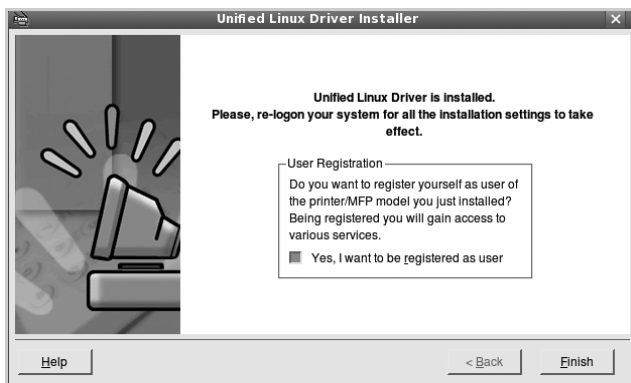 Unified Linux Driver Installer
Unified Linux Driver is installed.
Please, re-logon your system for all the installation settings to take
effect.
User Registration
Do you want to register yourself as user of
the printer/MFP model you just installed?
Being registered you will gain access to
various services.
Yes, I want to be registered as user
Help
< Back
Finish